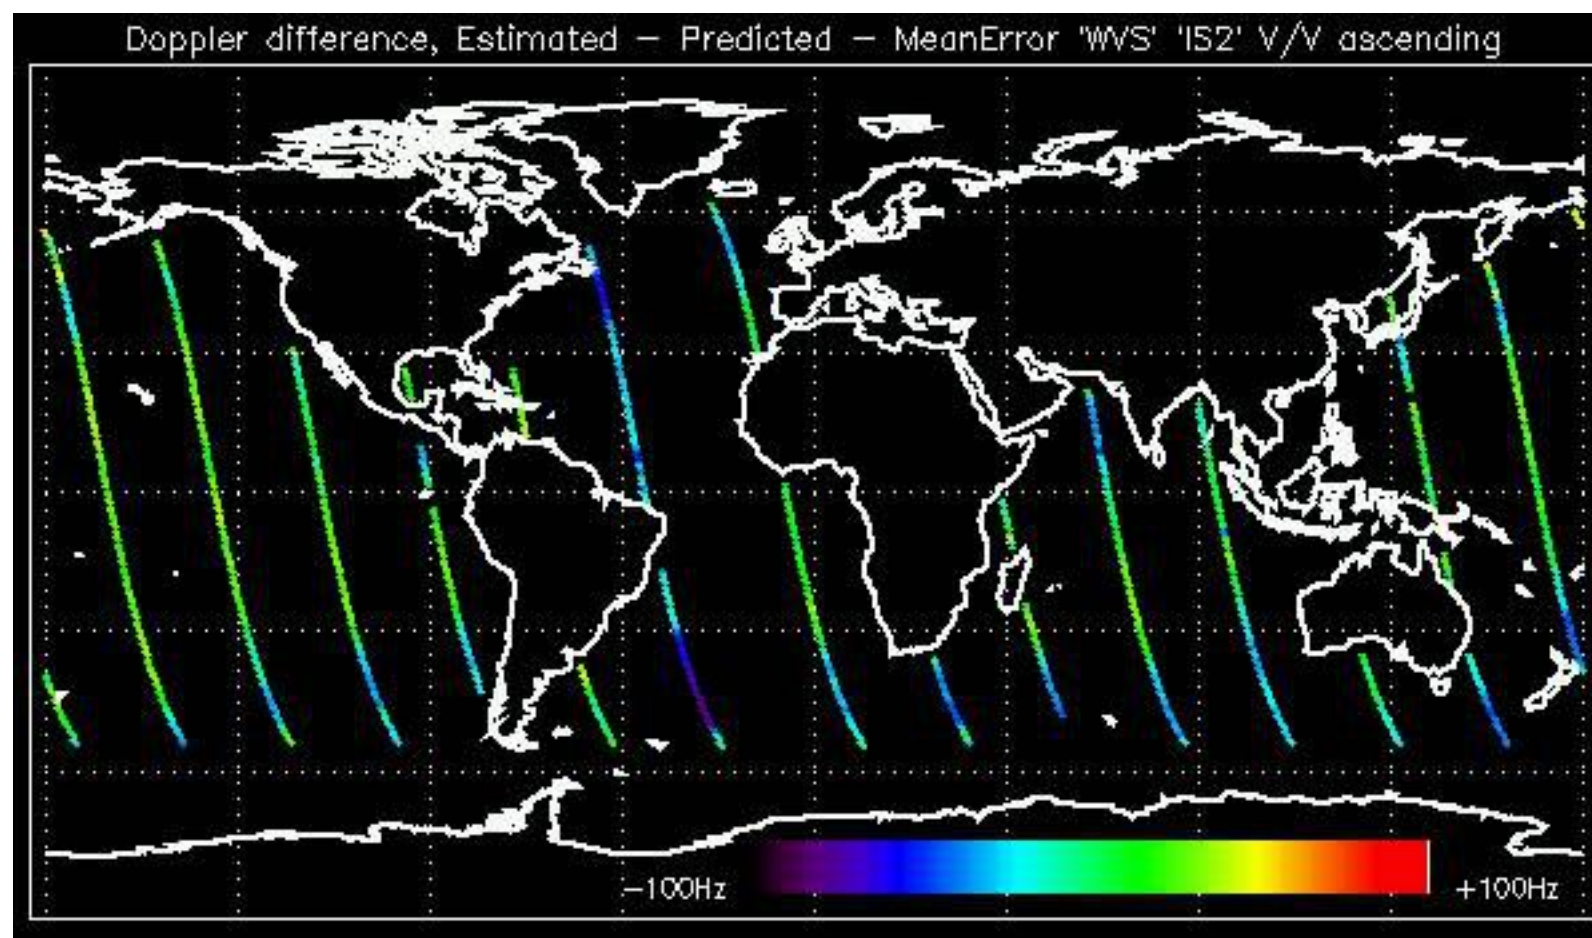 Doppler difference, Estimated – Predicted – MeanError 'WVS' 'IS2' V/V ascending
–100Hz
+100Hz